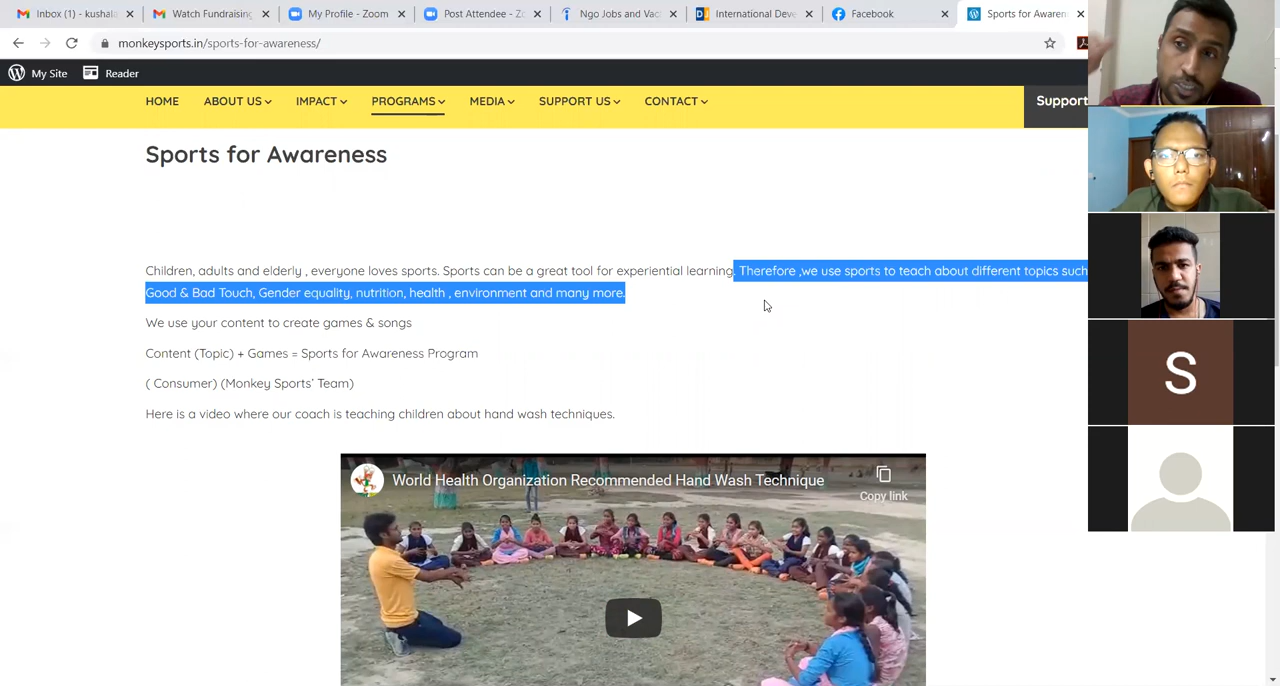 Inbox (1) - kushal
Watch Fundraising
My Profile - Zoom
Post Attendee - Zo
Ngo Jobs and Vac
International Deve
Facebook
Sports for Awaren
monkeysports.in/sports-for-awareness/
My Site
Reader
HOME
ABOUT US
IMPACT
PROGRAMS
MEDIA
SUPPORT US
CONTACT
Support
Sports for Awareness
Children, adults and elderly , everyone loves sports. Sports can be a great tool for experiential learning. Therefore ,we use sports to teach about different topics such
Good & Bad Touch, Gender equality, nutrition, health , environment and many more.
We use your content to create games & songs
Content (Topic) + Games = Sports for Awareness Program
( Consumer) (Monkey Sports’ Team)
Here is a video where our coach is teaching children about hand wash techniques.
World Health Organization Recommended Hand Wash Technique
Copy link
S